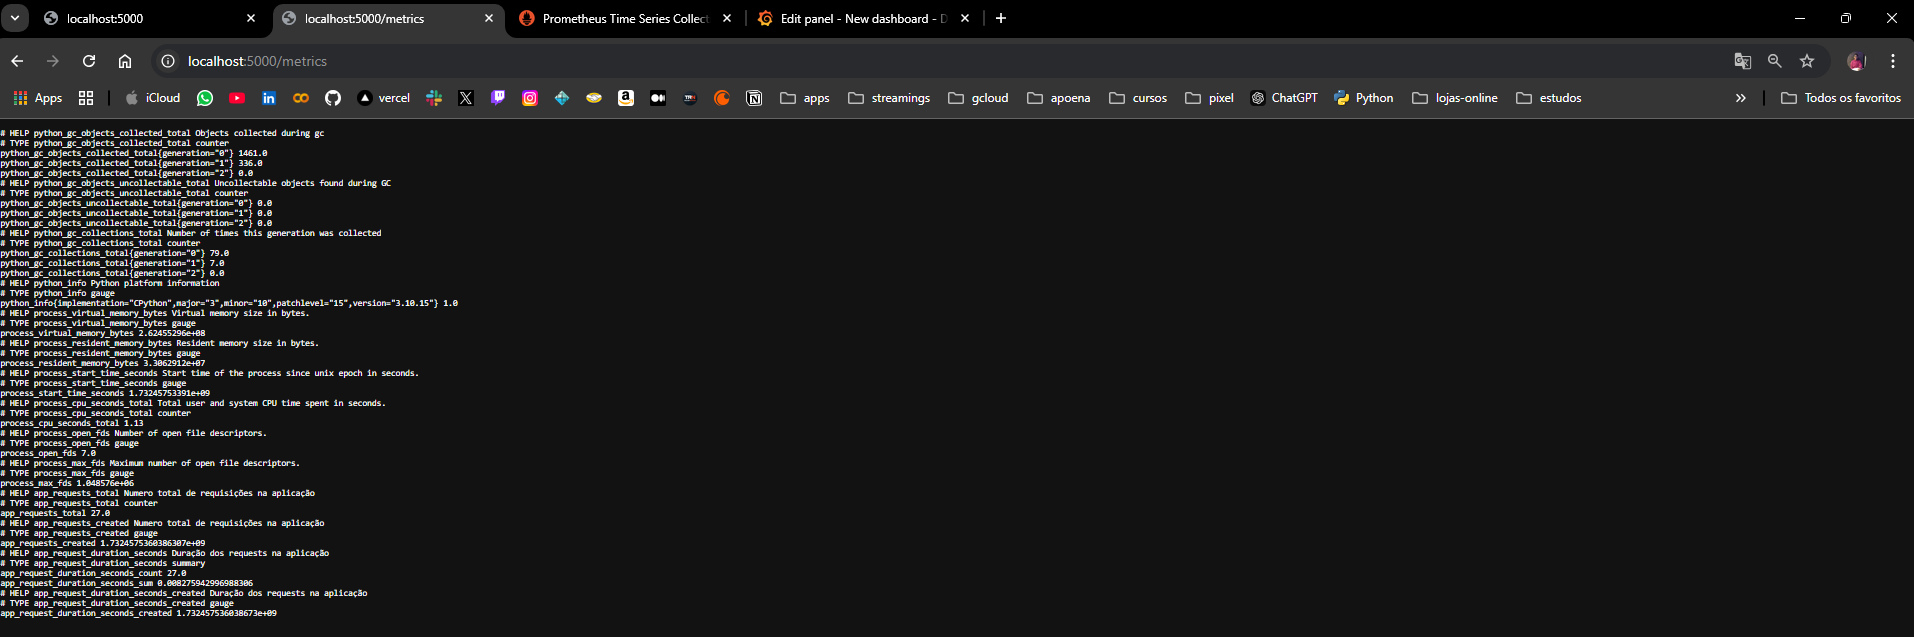 localhost:5000
localhost:5000/metrics
Prometheus Time Series Collect
Edit panel - New dashboard - D
localhost:5000/metrics
Apps
iCloud
vercel
apps
streamings
gcloud
apoena
cursos
pixel
ChatGPT
Python
lojas-online
estudos
Todos os favoritos
# HELP python_gc_objects_collected_total Objects collected during gc
# TYPE python_gc_objects_collected_total counter
python_gc_objects_collected_total{generation="0"} 1461.0
python_gc_objects_collected_total{generation="1"} 336.0
python_gc_objects_collected_total{generation="2"} 0.0
# HELP python_gc_objects_uncollectable_total Uncollectable objects found during GC
# TYPE python_gc_objects_uncollectable_total counter
python_gc_objects_uncollectable_total{generation="0"} 0.0
python_gc_objects_uncollectable_total{generation="1"} 0.0
python_gc_objects_uncollectable_total{generation="2"} 0.0
# HELP python_gc_collections_total Number of times this generation was collected
# TYPE python_gc_collections_total counter
python_gc_collections_total{generation="0"} 79.0
python_gc_collections_total{generation="1"} 7.0
python_gc_collections_total{generation="2"} 0.0
# HELP python_info Python platform information
# TYPE python_info gauge
python_info{implementation="CPython",major="3",minor="10",patchlevel="15",version="3.10.15"} 1.0
# HELP process_virtual_memory_bytes Virtual memory size in bytes.
# TYPE process_virtual_memory_bytes gauge
process_virtual_memory_bytes 2.62455296e+08
# HELP process_resident_memory_bytes Resident memory size in bytes.
# TYPE process_resident_memory_bytes gauge
process_resident_memory_bytes 3.3062912e+07
# HELP process_start_time_seconds Start time of the process since unix epoch in seconds.
# TYPE process_start_time_seconds gauge
process_start_time_seconds 1.73245753391e+09
# HELP process_cpu_seconds_total Total user and system CPU time spent in seconds.
# TYPE process_cpu_seconds_total counter
process_cpu_seconds_total 1.13
# HELP process_open_fds Number of open file descriptors.
# TYPE process_open_fds gauge
process_open_fds 7.0
# HELP process_max_fds Maximum number of open file descriptors.
# TYPE process_max_fds gauge
process_max_fds 1.048576e+06
# HELP app_requests_total Numero total de requisições na aplicação
# TYPE app_requests_total counter
app_requests_total 27.0
# HELP app_requests_created Numero total de requisições na aplicação
# TYPE app_requests_created gauge
app_requests_created 1.7324575360386307e+09
# HELP app_request_duration_seconds Duração dos requests na aplicação
# TYPE app_request_duration_seconds summary
app_request_duration_seconds_count 27.0
app_request_duration_seconds_sum 0.008275942996988306
# HELP app_request_duration_seconds_created Duração dos requests na aplicação
# TYPE app_request_duration_seconds_created gauge
app_request_duration_seconds_created 1.732457536038673e+09